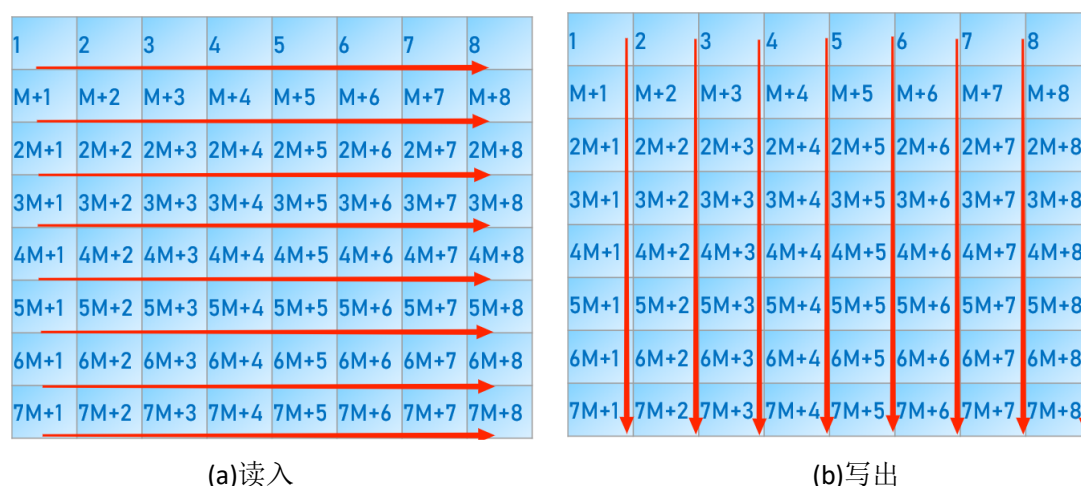 1 2 3 4 5 6 7 8
M+1 M+2 M+3 M+4 M+5 M+6 M+7 M+8
2M+1 2M+2 2M+3 2M+4 2M+5 2M+6 2M+7 2M+8
3M+1 3M+2 3M+3 3M+4 3M+5 3M+6 3M+7 3M+8
4M+1 4M+2 4M+3 4M+4 4M+5 4M+6 4M+7 4M+8
5M+1 5M+2 5M+3 5M+4 5M+5 5M+6 5M+7 5M+8
6M+1 6M+2 6M+3 6M+4 6M+5 6M+6 6M+7 6M+8
7M+1 7M+2 7M+3 7M+4 7M+5 7M+6 7M+7 7M+8
(a)读入
1 2 3 4 5 6 7 8
M+1 M+2 M+3 M+4 M+5 M+6 M+7 M+8
2M+1 2M+2 2M+3 2M+4 2M+5 2M+6 2M+7 2M+8
3M+1 3M+2 3M+3 3M+4 3M+5 3M+6 3M+7 3M+8
4M+1 4M+2 4M+3 4M+4 4M+5 4M+6 4M+7 4M+8
5M+1 5M+2 5M+3 5M+4 5M+5 5M+6 5M+7 5M+8
6M+1 6M+2 6M+3 6M+4 6M+5 6M+6 6M+7 6M+8
7M+1 7M+2 7M+3 7M+4 7M+5 7M+6 7M+7 7M+8
(b)写出